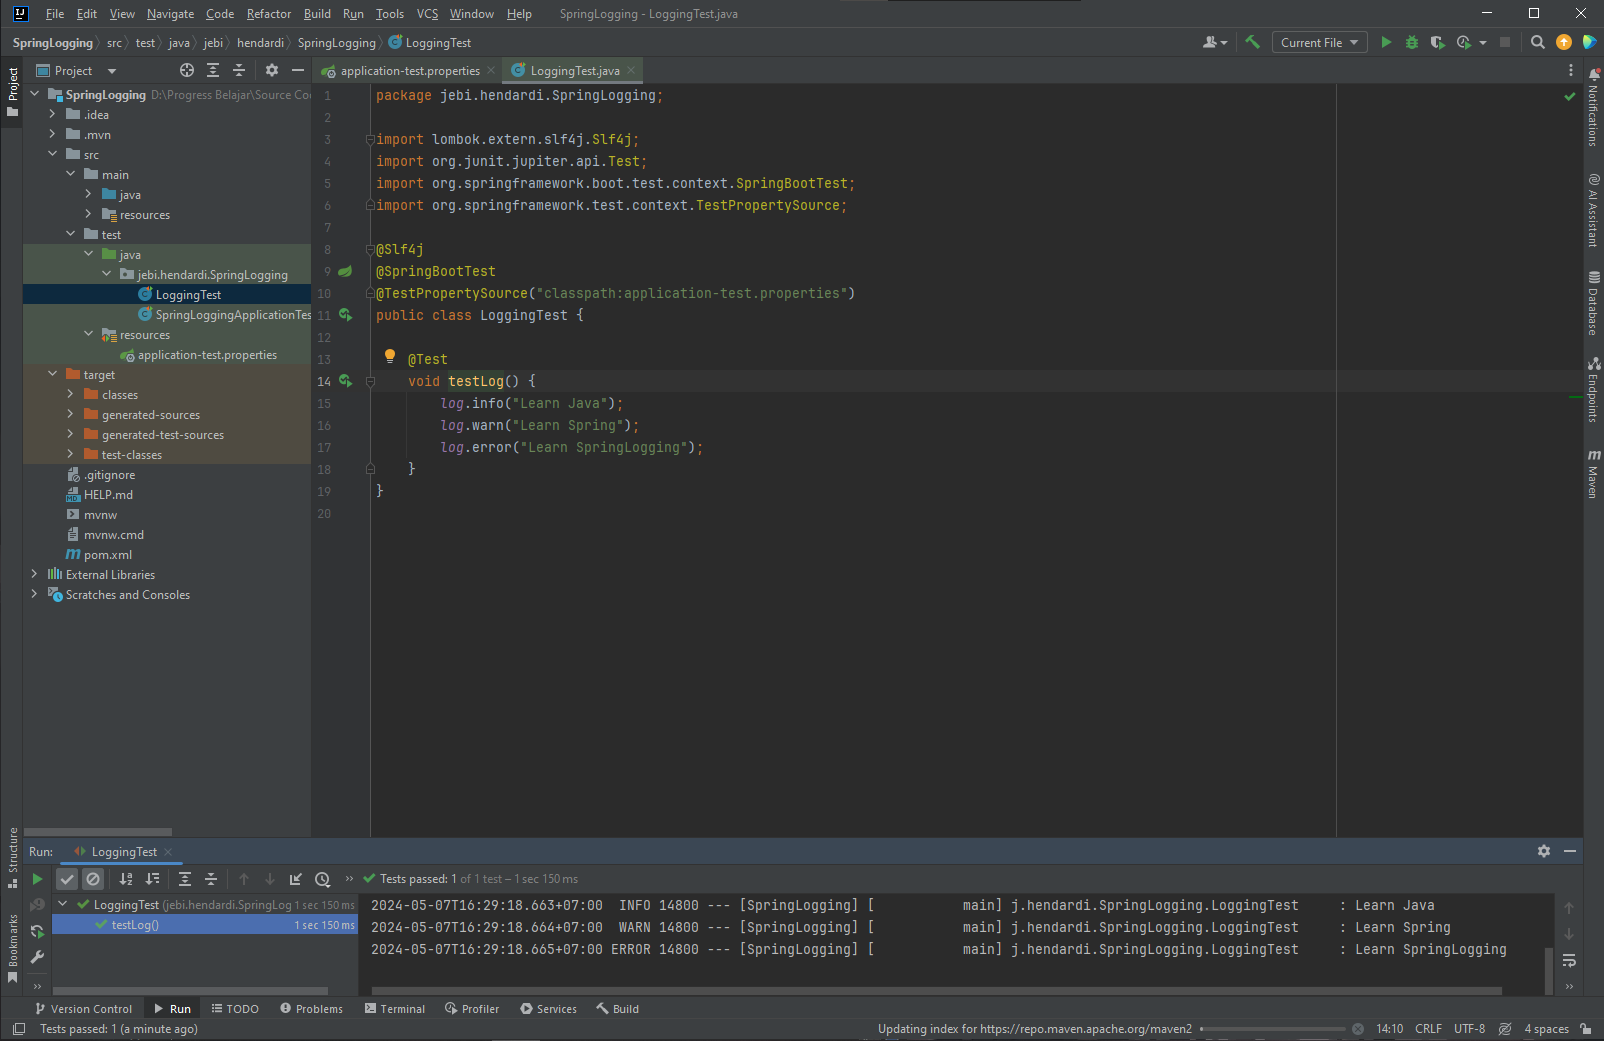 File Edit View Navigate Code Refactor Build Run Tools VCS Window Help SpringLogging - LoggingTest.java
SpringLogging src test java jebi hendardi SpringLogging LoggingTest Current File
Project
application-test.properties LoggingTest.java
Project
SpringLogging D:\Progress Belajar\Source Co
.idea
.mvn
src
main
java
resources
test
java
jebi.hendardi.SpringLogging
LoggingTest
SpringLoggingApplicationTes
resources
application-test.properties
target
classes
generated-sources
generated-test-sources
test-classes
.gitignore
HELP.md
mvnw
mvnw.cmd
pom.xml
External Libraries
Scratches and Consoles
1 package jebi.hendardi.SpringLogging;
2
3 import lombok.extern.slf4j.Slf4j;
4 import org.junit.jupiter.api.Test;
5 import org.springframework.boot.test.context.SpringBootTest;
6 import org.springframework.test.context.TestPropertySource;
7
8 @Slf4j
9 @SpringBootTest
10 @TestPropertySource("classpath:application-test.properties")
11 public class LoggingTest {
12
13 @Test
14 void testLog() {
15 log.info("Learn Java");
16 log.warn("Learn Spring");
17 log.error("Learn SpringLogging");
18 }
19 }
20
Notifications
AI Assistant
Database
Endpoints
Maven
Structure
Bookmarks
Run: LoggingTest
Tests passed: 1 of 1 test – 1 sec 150 ms
LoggingTest (jebi.hendardi.SpringLog 1 sec 150 ms
testLog() 1 sec 150 ms
2024-05-07T16:29:18.663+07:00 INFO 14800 --- [SpringLogging] [ main] j.hendardi.SpringLogging.LoggingTest : Learn Java
2024-05-07T16:29:18.664+07:00 WARN 14800 --- [SpringLogging] [ main] j.hendardi.SpringLogging.LoggingTest : Learn Spring
2024-05-07T16:29:18.665+07:00 ERROR 14800 --- [SpringLogging] [ main] j.hendardi.SpringLogging.LoggingTest : Learn SpringLogging
Version Control Run TODO Problems Terminal Profiler Services Build
Tests passed: 1 (a minute ago) Updating index for https://repo.maven.apache.org/maven2 14:10 CRLF UTF-8 4 spaces